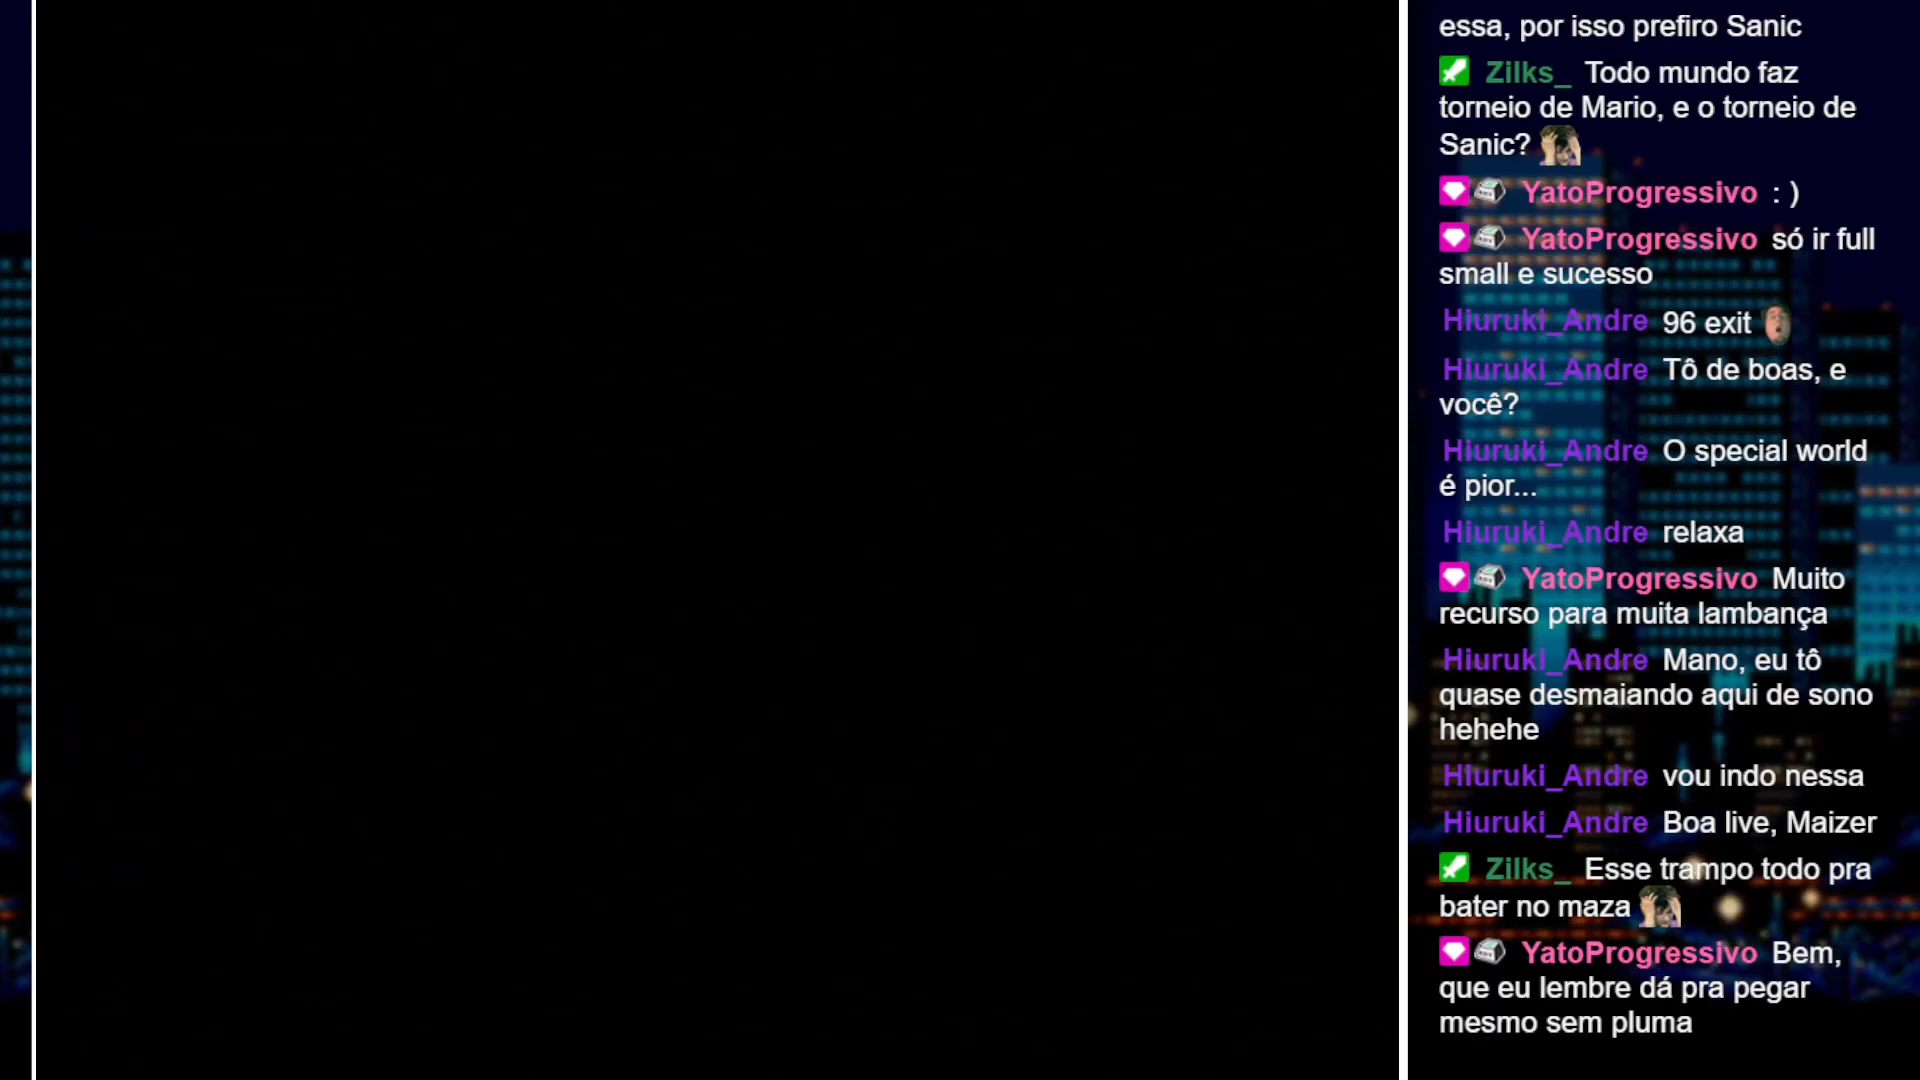 essa, por isso prefiro Sanic
Zilks_ Todo mundo faz
torneio de Mario, e o torneio de
Sanic?
YatoProgressivo : )
YatoProgressivo só ir full
small e sucesso
Hiuruki_Andre 96 exit
Hiuruki_Andre Tô de boas, e
você?
Hiuruki_Andre O special world
é pior...
Hiuruki_Andre relaxa
YatoProgressivo Muito
recurso para muita lambança
Hiuruki_Andre Mano, eu tô
quase desmaiando aqui de sono
hehehe
Hiuruki_Andre vou indo nessa
Hiuruki_Andre Boa live, Maizer
Zilks_ Esse trampo todo pra
bater no maza
YatoProgressivo Bem,
que eu lembre dá pra pegar
mesmo sem pluma